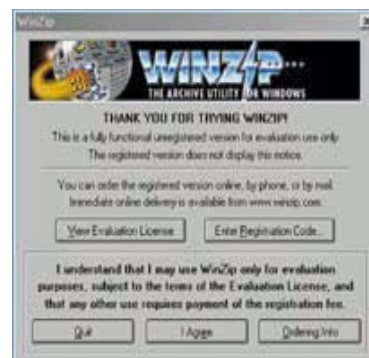 WinZip
WINZIP...
THE ARCHIVE UTILITY FOR WINDOWS
THANK YOU FOR TRYING WINZIP!
This is a fully functional unregistered version for evaluation use only.
The registered version does not display this notice.
You can order the registered version online, by phone, or by mail.
Immediate online delivery is available from www.winzip.com.
View Evaluation License
Enter Registration Code...
I understand that I may use WinZip only for evaluation
purposes, subject to the terms of the Evaluation License, and
that any other use requires payment of the registration fee.
Quit
I Agree
Ordering Info